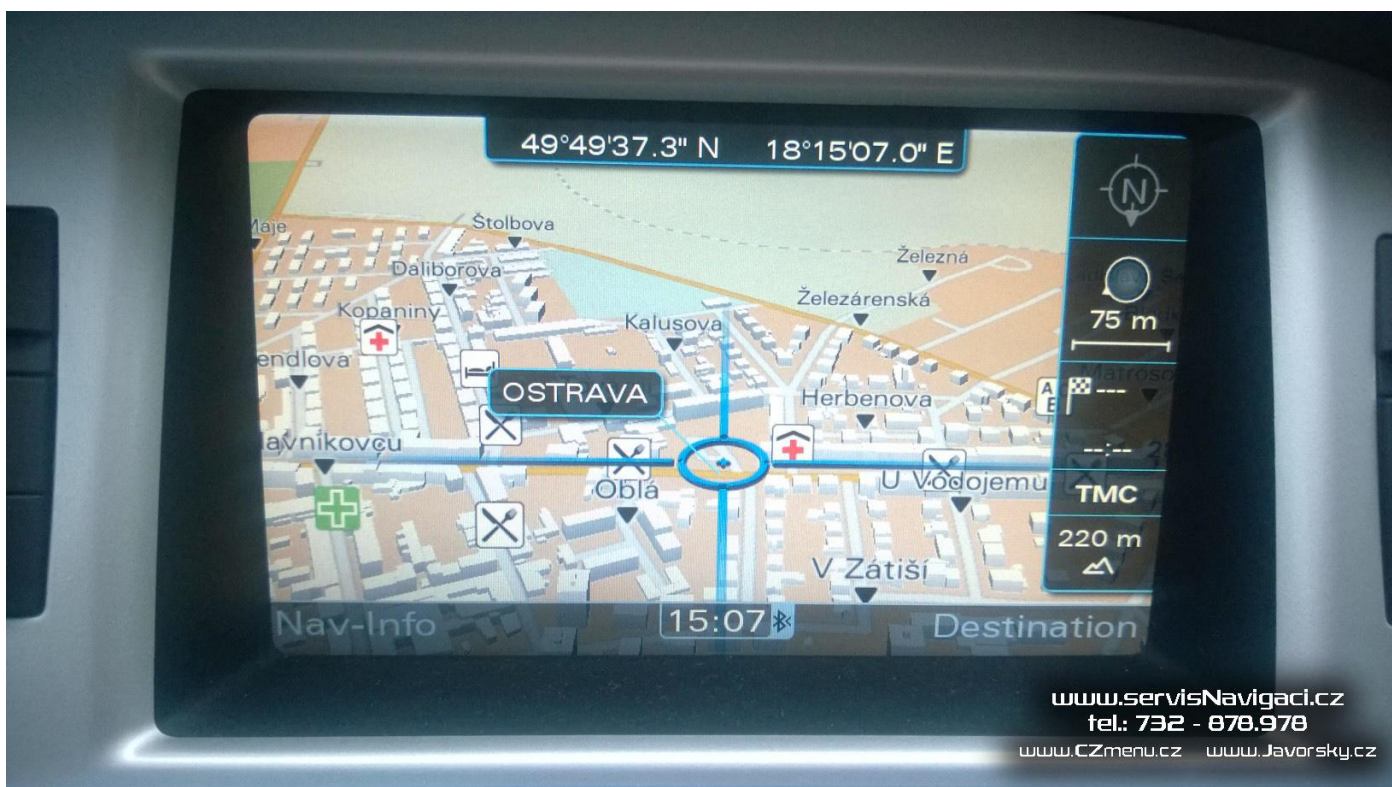 49°49'37.3" N 18°15'07.0" E
N
Štolbova
Železná
Daliborova
Železárenská
Kopaniny
Kalusova
75 m
endlova
OSTRAVA
Herbenova
A
---
lavníkovcu
--:--
Oblá
U Vodojemu
TMC
V Zátiší
220 m
Nav-Info
15:07
Destination
www.servisNavigaci.cz
tel.: 732 - 878.978
www.CZmenu.cz www.Javorsky.cz